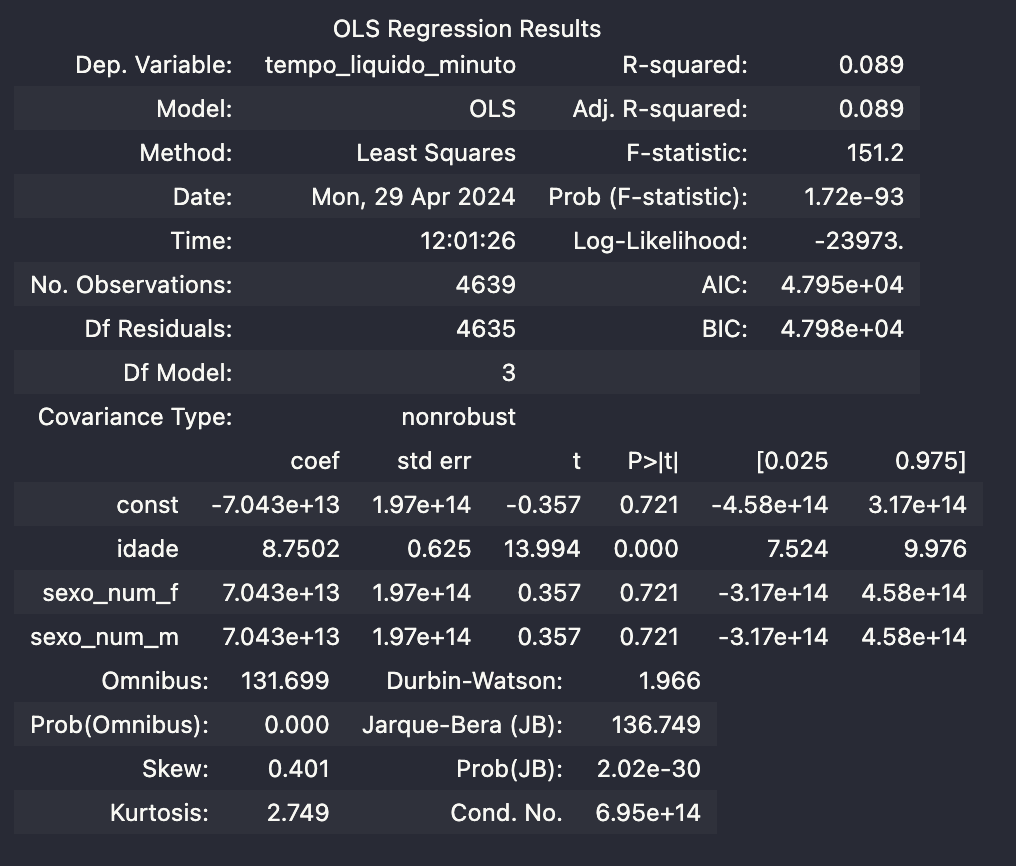 OLS Regression Results
Dep. Variable: tempo_liquido_minuto R-squared: 0.089
Model: OLS Adj. R-squared: 0.089
Method: Least Squares F-statistic: 151.2
Date: Mon, 29 Apr 2024 Prob (F-statistic): 1.72e-93
Time: 12:01:26 Log-Likelihood: -23973.
No. Observations: 4639 AIC: 4.795e+04
Df Residuals: 4635 BIC: 4.798e+04
Df Model: 3
Covariance Type: nonrobust
coef std err t P>|t| [0.025 0.975]
const -7.043e+13 1.97e+14 -0.357 0.721 -4.58e+14 3.17e+14
idade 8.7502 0.625 13.994 0.000 7.524 9.976
sexo_num_f 7.043e+13 1.97e+14 0.357 0.721 -3.17e+14 4.58e+14
sexo_num_m 7.043e+13 1.97e+14 0.357 0.721 -3.17e+14 4.58e+14
Omnibus: 131.699 Durbin-Watson: 1.966
Prob(Omnibus): 0.000 Jarque-Bera (JB): 136.749
Skew: 0.401 Prob(JB): 2.02e-30
Kurtosis: 2.749 Cond. No. 6.95e+14